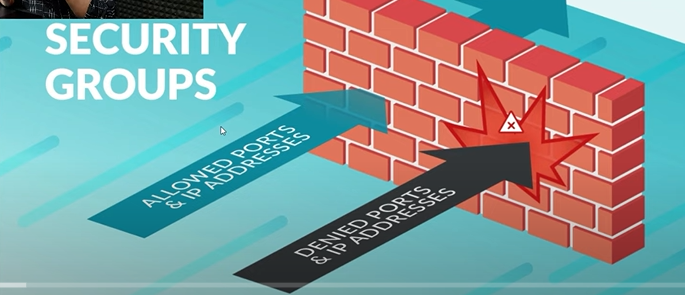 SECURITY
GROUPS
ALLOWED PORTS
& IP ADDRESSES
DENIED PORTS
& IP ADDRESSES